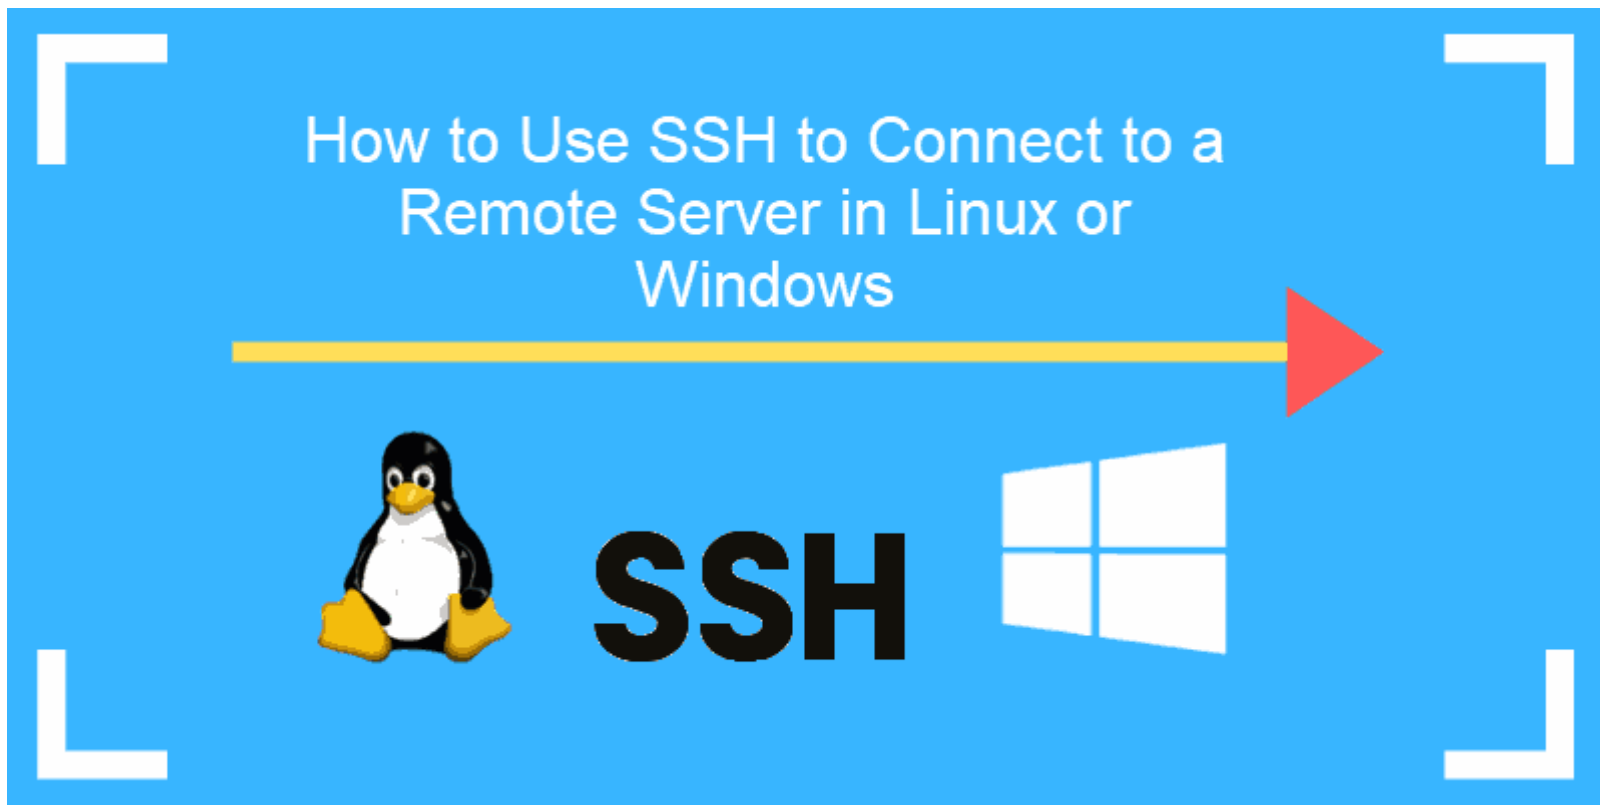 How to Use SSH to Connect to a
Remote Server in Linux or
Windows
SSH